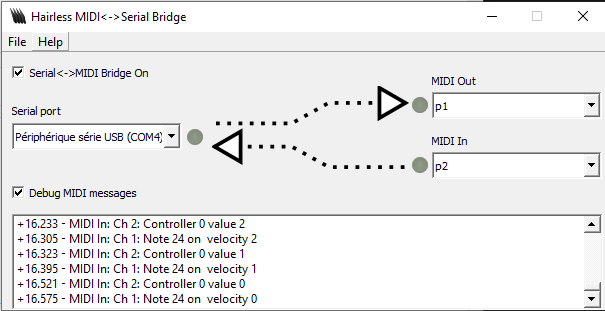 Hairless MIDI<->Serial Bridge
File Help
Serial<->MIDI Bridge On
MIDI Out
p1
Serial port
Périphérique série USB (COM4)
MIDI In
p2
Debug MIDI messages
+16.233 - MIDI In: Ch 2: Controller 0 value 2
+16.305 - MIDI In: Ch 1: Note 24 on  velocity 2
+16.323 - MIDI In: Ch 2: Controller 0 value 1
+16.395 - MIDI In: Ch 1: Note 24 on  velocity 1
+16.521 - MIDI In: Ch 2: Controller 0 value 0
+16.575 - MIDI In: Ch 1: Note 24 on  velocity 0